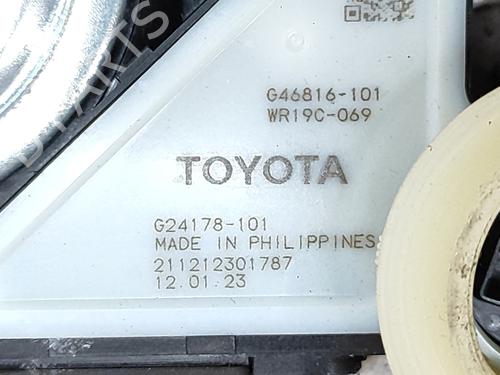 G46816-101
WR19C-069
TOYOTA
G24178-101
MADE IN PHILIPPINES
211212301787
12.01.23